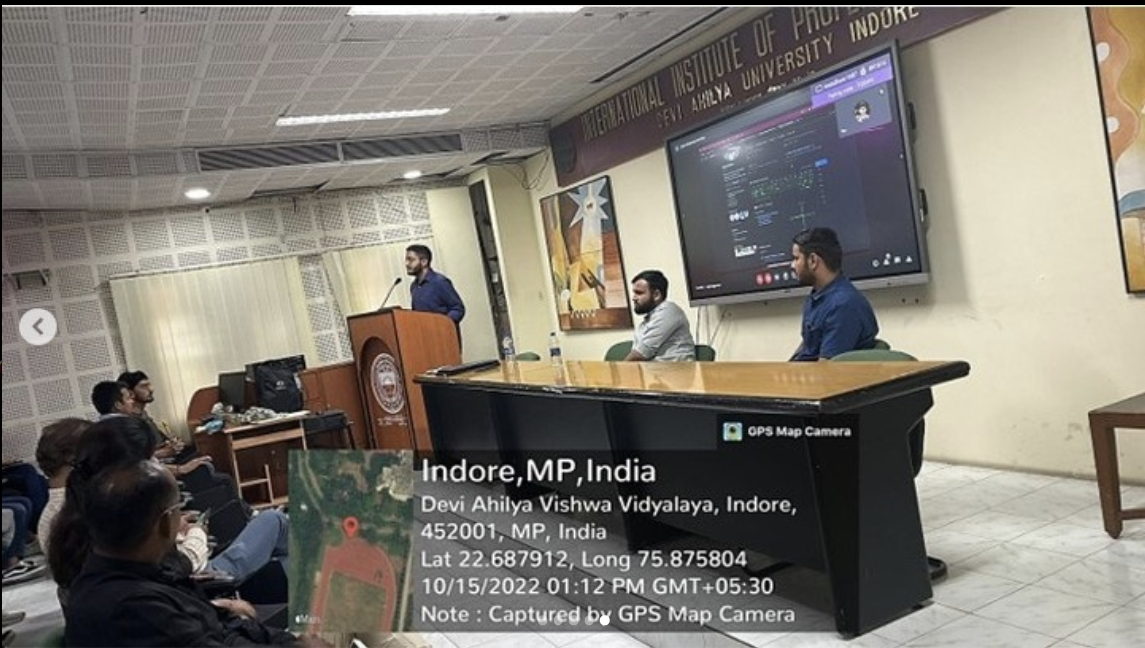 INTERNATIONAL INSTITUTE OF
DEVI AHILYA UNIVERSITY INDORE
GPS Map Camera
Indore,MP,India
Devi Ahilya Vishwa Vidyalaya, Indore,
452001, MP, India
Lat 22.687912, Long 75.875804
10/15/2022 01:12 PM GMT+05:30
Note : Captured by GPS Map Camera